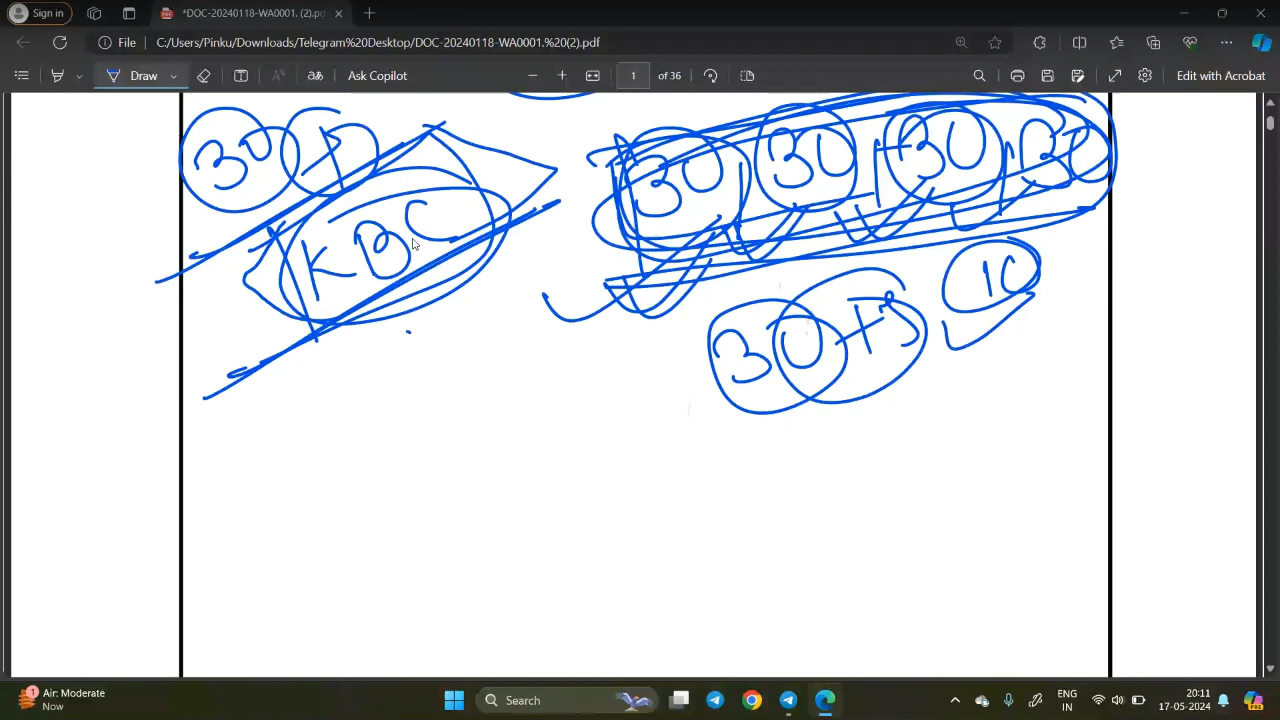 Sign in
*DOC-20240118-WA0001. (2).pdf
File
C:/Users/Pinku/Downloads/Telegram%20Desktop/DOC-20240118-WA0001.%20(2).pdf
Draw
Ask Copilot
1 of 36
Edit with Acrobat
30
30 30 +30 30
KBC
10
30+
1
Air: Moderate
Now
Search
ENG
IN
20:11
17-05-2024